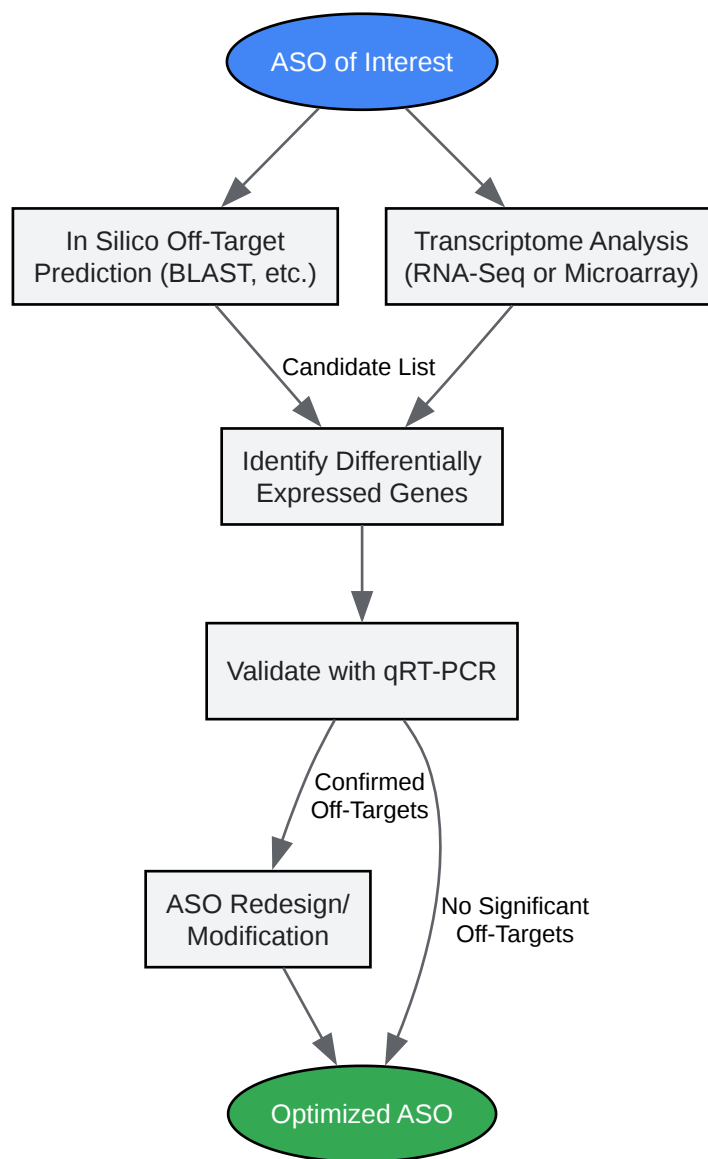 ASO of Interest
In Silico Off-Target
Prediction (BLAST, etc.)
Transcriptome Analysis
(RNA-Seq or Microarray)
Candidate List
Identify Differentially
Expressed Genes
Validate with qRT-PCR
Confirmed
Off-Targets
ASO Redesign/
Modification
No Significant
Off-Targets
Optimized ASO